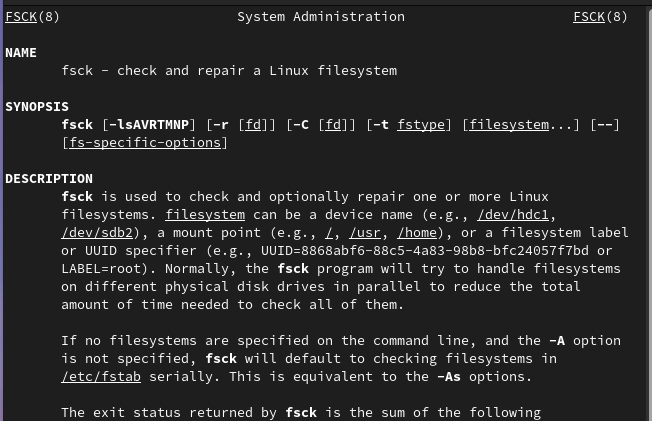 FSCK(8) System Administration FSCK(8)
NAME
fsck - check and repair a Linux filesystem
SYNOPSIS
fsck [-lsAVRTMNP] [-r [fd]] [-C [fd]] [-t fstype] [filesystem...] [--]
[fs-specific-options]
DESCRIPTION
fsck is used to check and optionally repair one or more Linux
filesystems. filesystem can be a device name (e.g., /dev/hdc1,
/dev/sdb2), a mount point (e.g., /, /usr, /home), or a filesystem label
or UUID specifier (e.g., UUID=8868abf6-88c5-4a83-98b8-bfc24057f7bd or
LABEL=root). Normally, the fsck program will try to handle filesystems
on different physical disk drives in parallel to reduce the total
amount of time needed to check all of them.
If no filesystems are specified on the command line, and the -A option
is not specified, fsck will default to checking filesystems in
/etc/fstab serially. This is equivalent to the -As options.
The exit status returned by fsck is the sum of the following